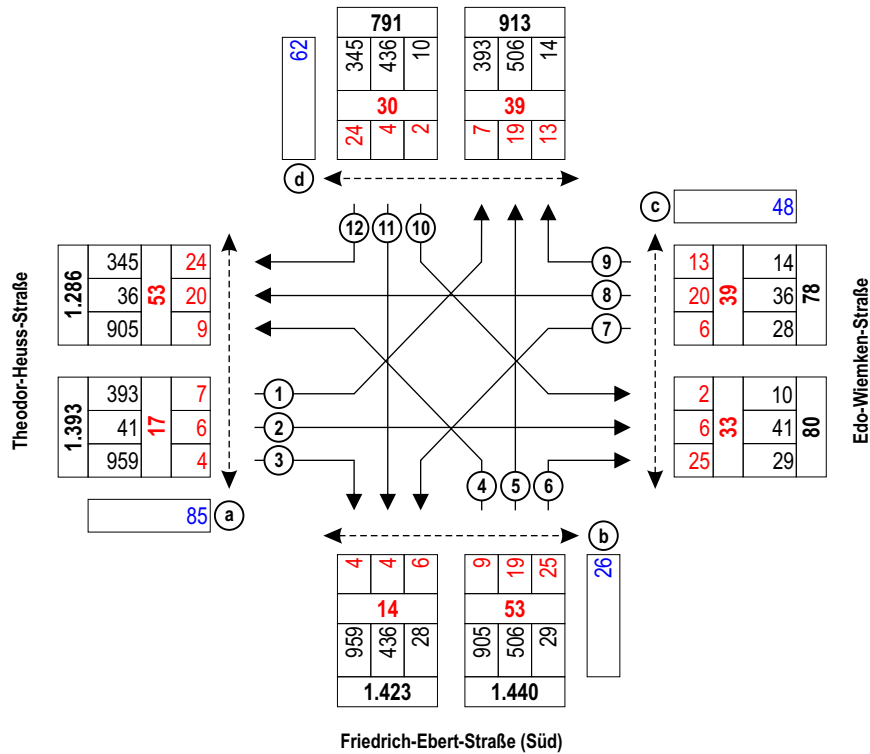 791 913
62
345 436 10 393 506 14
30 39
24 4 2 7 19 13
d
c 48
12 11 10
9
8
7
Theodor-Heuss-Straße
1.286
345 24
36 53 20
905 9
13 14
20 39 36 78
6 28
Edo-Wiemken-Straße
1
2
3
1.393
393 7
41 17 6
959 4
2 10
6 33 41 80
25 29
4 5 6
85 a
b
26
4 4 6 9 19 25
14 53
959 436 28 905 506 29
1.423 1.440
Friedrich-Ebert-Straße (Süd)